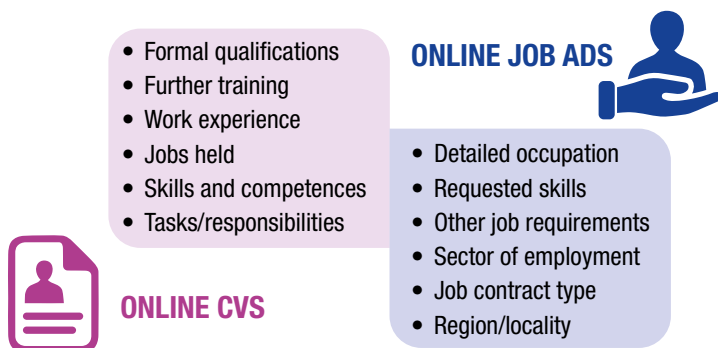 • Formal qualifications
• Further training
• Work experience
• Jobs held
• Skills and competences
• Tasks/responsibilities
ONLINE CVS
ONLINE JOB ADS
• Detailed occupation
• Requested skills
• Other job requirements
• Sector of employment
• Job contract type
• Region/locality